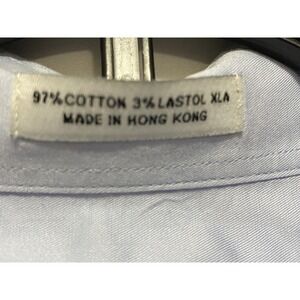 97% COTTON 3% LASTOL XLA
MADE IN HONG KONG